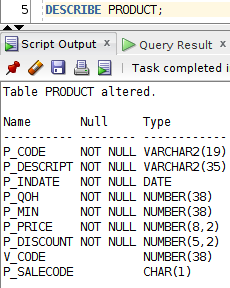 5 DESCRIBE PRODUCT;
Script Output × Query Result ×
Task completed i
Table PRODUCT altered.
Name Null Type
---------- -------- ------------
P_CODE NOT NULL VARCHAR2(19)
P_DESCRIPT NOT NULL VARCHAR2(35)
P_INDATE NOT NULL DATE
P_QOH NOT NULL NUMBER(38)
P_MIN NOT NULL NUMBER(38)
P_PRICE NOT NULL NUMBER(8,2)
P_DISCOUNT NOT NULL NUMBER(5,2)
V_CODE NUMBER(38)
P_SALECODE CHAR(1)